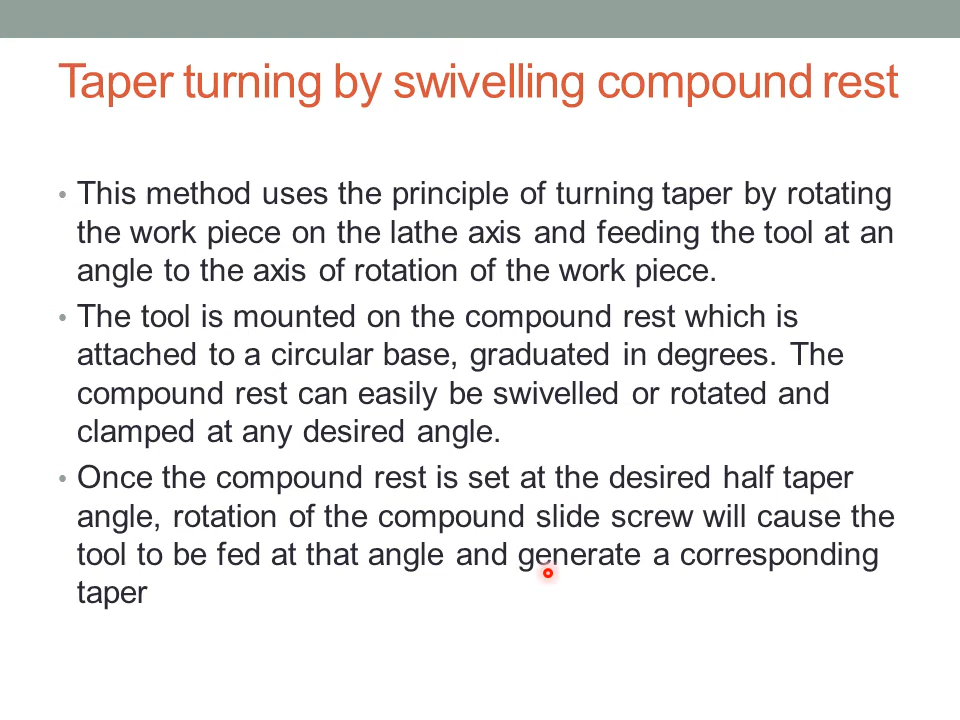 Taper turning by swivelling compound rest
• This method uses the principle of turning taper by rotating
the work piece on the lathe axis and feeding the tool at an
angle to the axis of rotation of the work piece.
• The tool is mounted on the compound rest which is
attached to a circular base, graduated in degrees. The
compound rest can easily be swivelled or rotated and
clamped at any desired angle.
• Once the compound rest is set at the desired half taper
angle, rotation of the compound slide screw will cause the
tool to be fed at that angle and generate a corresponding
taper